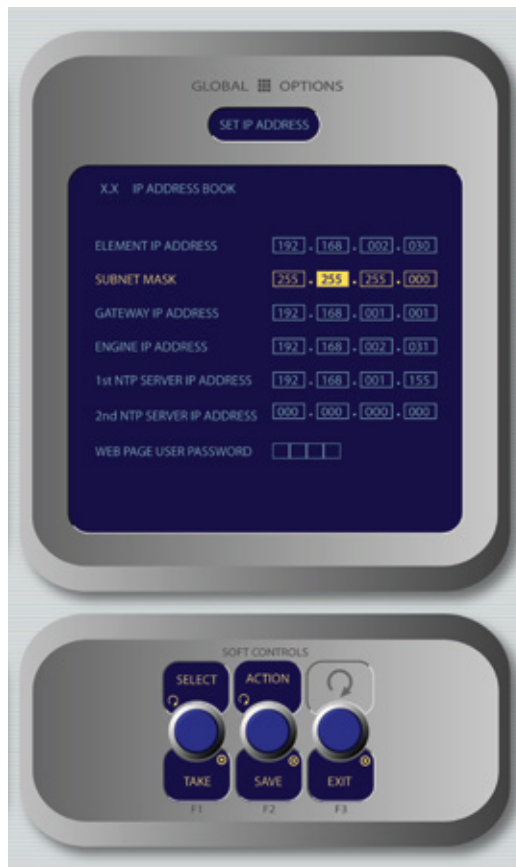 GLOBAL OPTIONS
SET IP ADDRESS
X.X IP ADDRESS BOOK
ELEMENT IP ADDRESS 192 . 168 . 002 . 030
SUBNET MASK 255 . 255 . 255 . 000
GATEWAY IP ADDRESS 192 . 168 . 001 . 001
ENGINE IP ADDRESS 192 . 168 . 002 . 031
1st NTP SERVER IP ADDRESS 192 . 168 . 001 . 155
2nd NTP SERVER IP ADDRESS 000 . 000 . 000 . 000
WEB PAGE USER PASSWORD
SOFT CONTROLS
SELECT ACTION
TAKE SAVE EXIT
F1 F2 F3